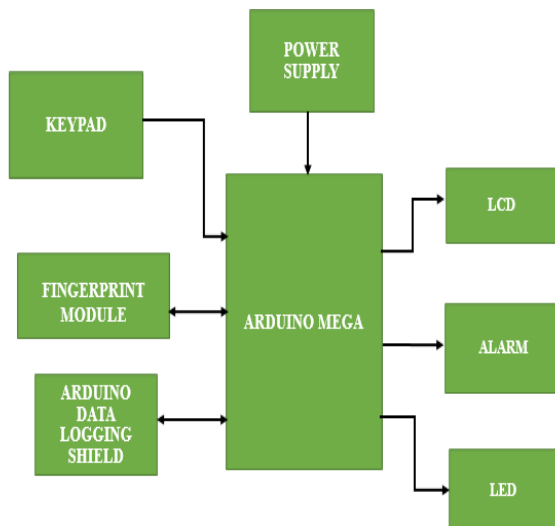 POWER
SUPPLY
KEYPAD
LCD
FINGERPRINT
MODULE
ARDUINO MEGA
ALARM
ARDUINO
DATA
LOGGING
SHIELD
LED